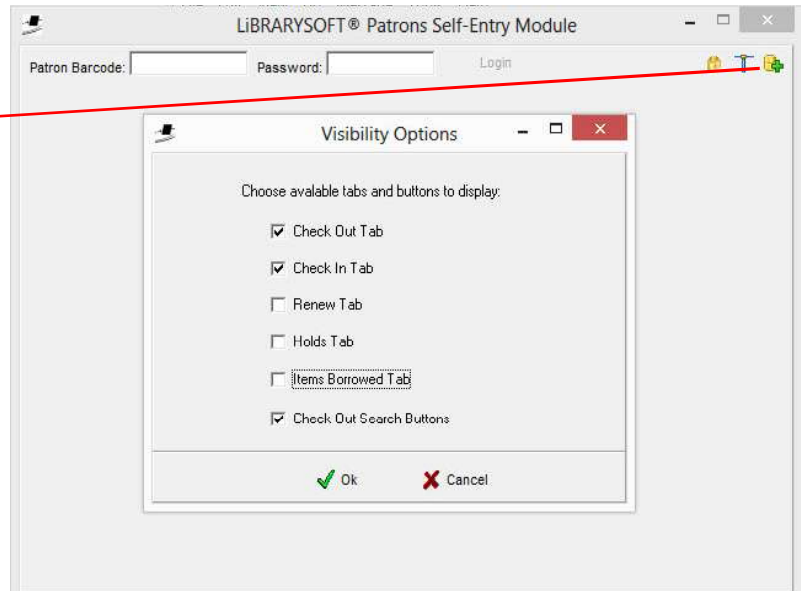 LiBRARYSOFT® Patrons Self-Entry Module
Patron Barcode: Password: Login
Visibility Options
Choose avalable tabs and buttons to display:
Check Out Tab
Check In Tab
Renew Tab
Holds Tab
Items Borrowed Tab
Check Out Search Buttons
Ok Cancel